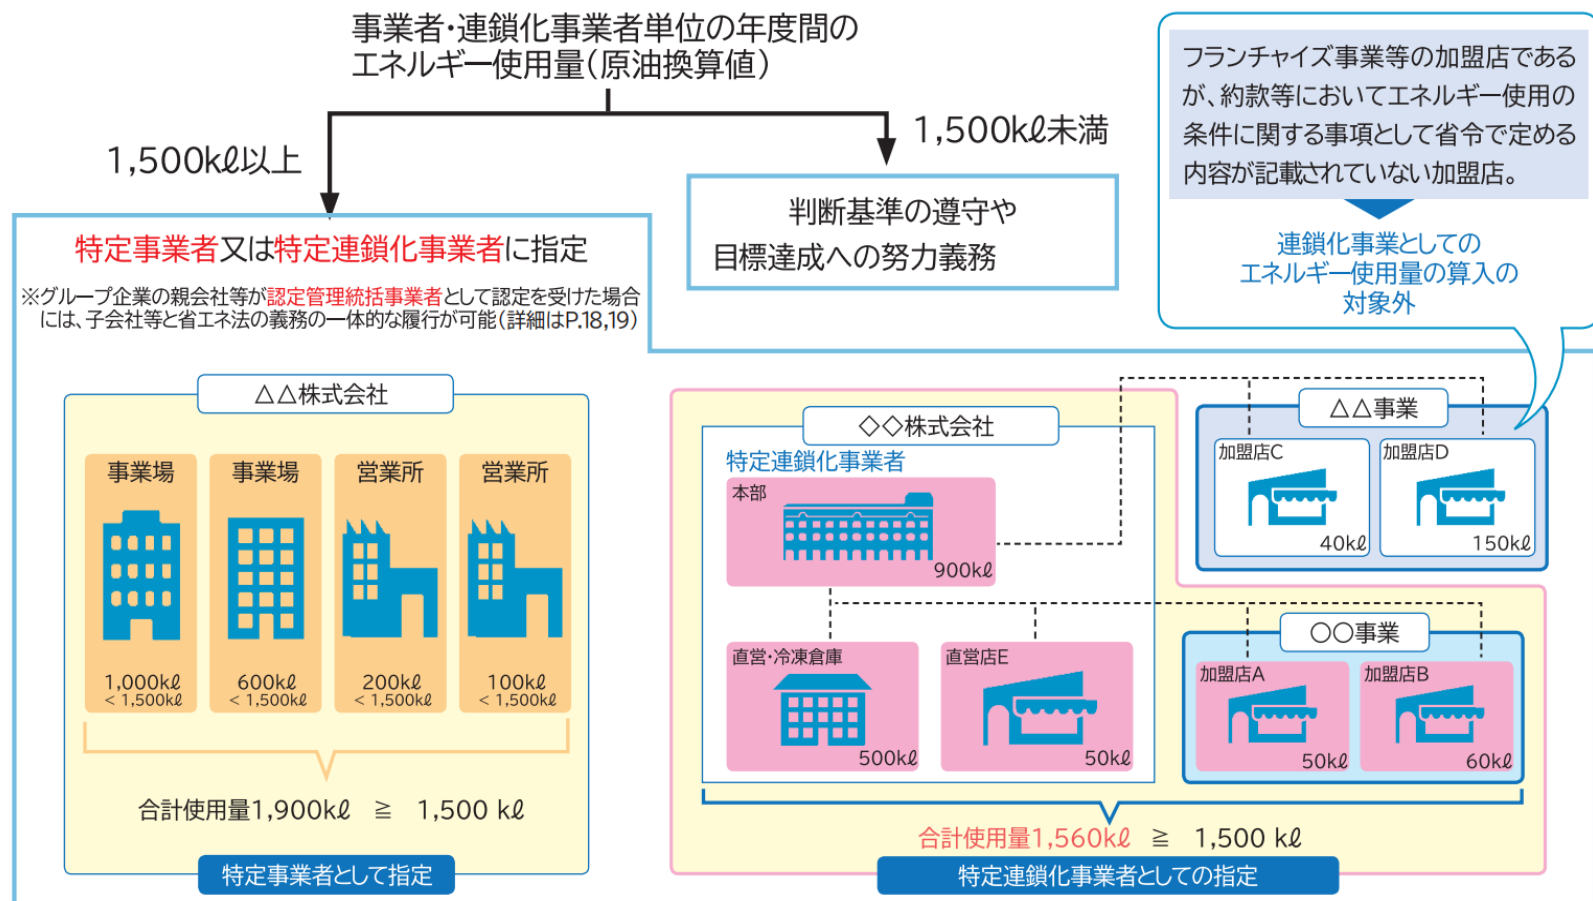 事業者・連鎖化事業者単位の年度間の
エネルギー使用量(原油換算値)
1,500kℓ以上
1,500kℓ未満
判断基準の遵守や
目標達成への努力義務
フランチャイズ事業等の加盟店である
が、約款等においてエネルギー使用の
条件に関する事項として省令で定める
内容が記載されていない加盟店。
連鎖化事業としての
エネルギー使用量の算入の
対象外
特定事業者又は特定連鎖化事業者に指定
※グループ企業の親会社等が認定管理統括事業者として認定を受けた場合
には、子会社等と省エネ法の義務の一体的な履行が可能(詳細はP.18,19)
△△株式会社
事業場
1,000kℓ
< 1,500kℓ
事業場
600kℓ
< 1,500kℓ
営業所
200kℓ
< 1,500kℓ
営業所
100kℓ
< 1,500kℓ
合計使用量1,900kℓ ≧ 1,500 kℓ
特定事業者として指定
◇◇株式会社
特定連鎖化事業者
本部
900kℓ
直営・冷凍倉庫
500kℓ
直営店E
50kℓ
△△事業
加盟店C
40kℓ
加盟店D
150kℓ
〇〇事業
加盟店A
50kℓ
加盟店B
60kℓ
合計使用量1,560kℓ ≧ 1,500 kℓ
特定連鎖化事業者としての指定